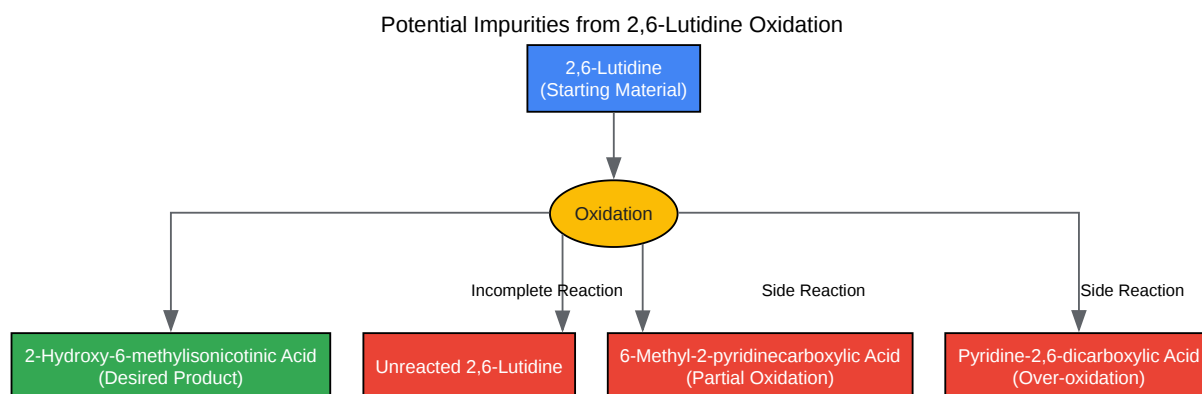 Potential Impurities from 2,6-Lutidine Oxidation
2,6-Lutidine
(Starting Material)
Oxidation
Incomplete Reaction
Side Reaction
Side Reaction
2-Hydroxy-6-methylisonicotinic Acid
(Desired Product)
Unreacted 2,6-Lutidine
6-Methyl-2-pyridinecarboxylic Acid
(Partial Oxidation)
Pyridine-2,6-dicarboxylic Acid
(Over-oxidation)